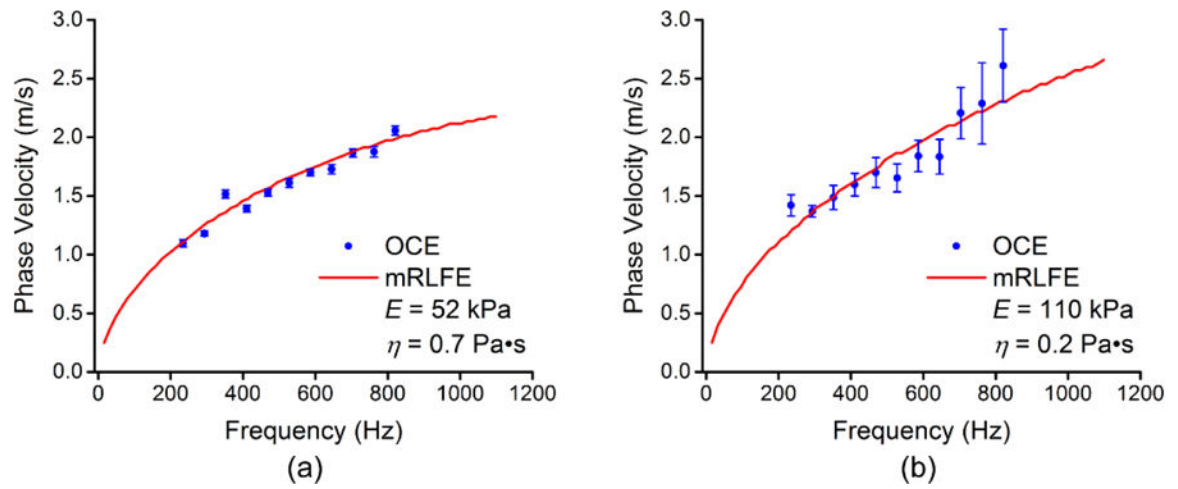 3.0
2.5
2.0
1.5
1.0
0.5
0.0
Phase Velocity (m/s)
OCE
mRLFE
E = 52 kPa
η = 0.7 Pa•s
0 200 400 600 800 1000 1200
Frequency (Hz)
(a)
3.0
2.5
2.0
1.5
1.0
0.5
0.0
Phase Velocity (m/s)
OCE
mRLFE
E = 110 kPa
η = 0.2 Pa•s
0 200 400 600 800 1000 1200
Frequency (Hz)
(b)